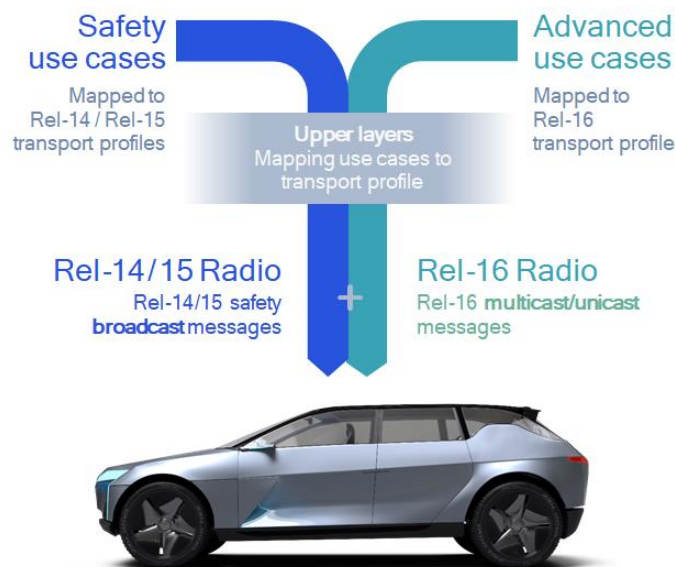 Safety
use cases
Mapped to
Rel-14 / Rel-15
transport profiles
Advanced
use cases
Mapped to
Rel-16
transport profile
Upper layers
Mapping use cases to
transport profile
Rel-14/15 Radio
Rel-14/15 safety
broadcast messages
+
Rel-16 Radio
Rel-16 multicast/unicast
messages